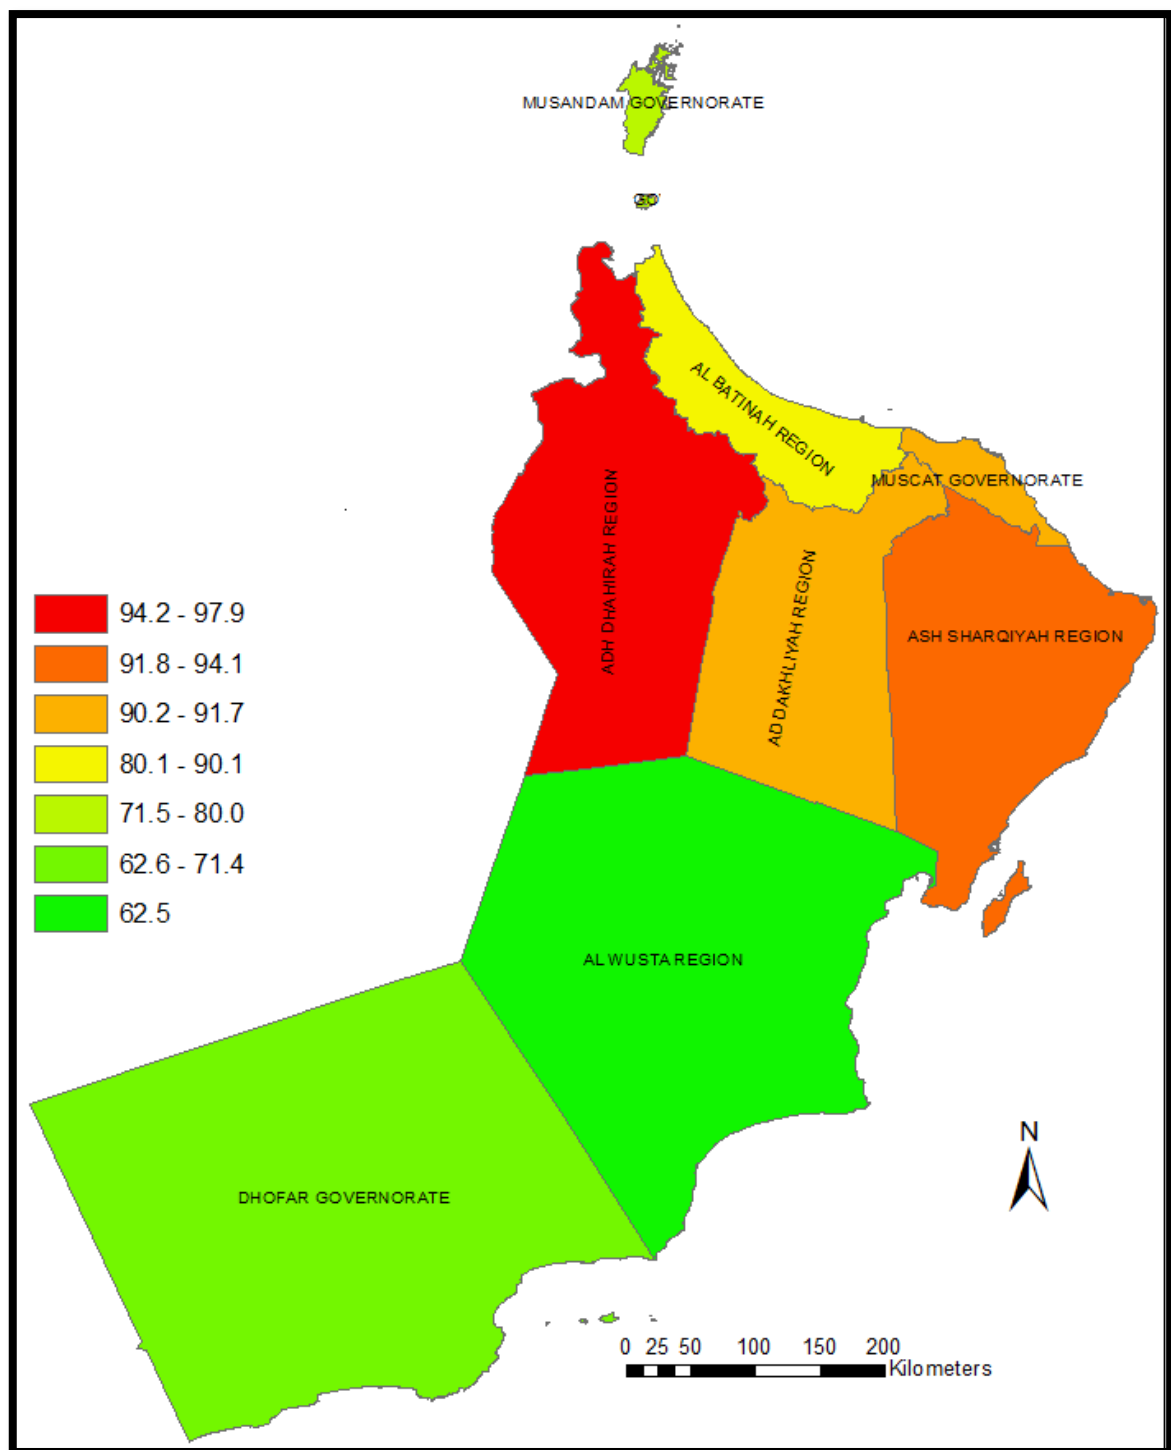 MUSANDAM GOVERNORATE
AL BATINAH REGION
MUSCAT GOVERNORATE
ADH DHAHIRAH REGION
AD DAKHLIYAH REGION
ASH SHARQIYAH REGION
94.2 - 97.9
91.8 - 94.1
90.2 - 91.7
80.1 - 90.1
71.5 - 80.0
62.6 - 71.4
62.5
AL WUSTA REGION
DHOFAR GOVERNORATE
N
0 25 50 100 150 200
Kilometers